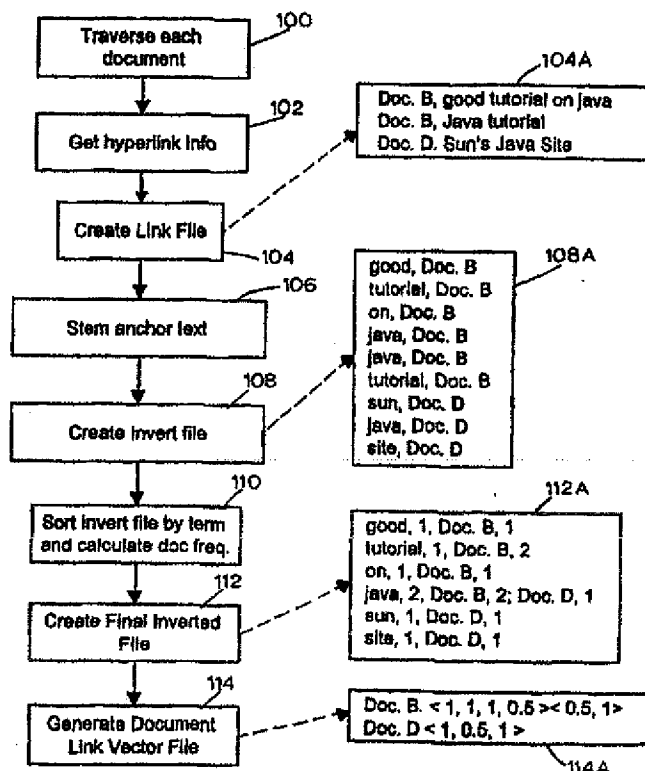 Traverse each
document
100
Get hyperlink info
102
Create Link File
104
104A
Doc. B, good tutorial on java
Doc. B, Java tutorial
Doc. D. Sun's Java Site
106
Stem anchor text
108
Create invert file
108A
good, Doc. B
tutorial, Doc. B
on, Doc. B
java, Doc. B
java, Doc. B
tutorial, Doc. B
sun, Doc. D
java, Doc. D
site, Doc. D
110
Sort invert file by term
and calculate doc freq.
112
Create Final Inverted
File
112A
good, 1, Doc. B, 1
tutorial, 1, Doc. B, 2
on, 1, Doc. B, 1
java, 2, Doc. B, 2; Doc. D, 1
sun, 1, Doc. D, 1
site, 1, Doc. D, 1
114
Generate Document
Link Vector File
Doc. B. < 1, 1, 1, 0.5 >< 0.5, 1>
Doc. D < 1, 0.5, 1 >
114A